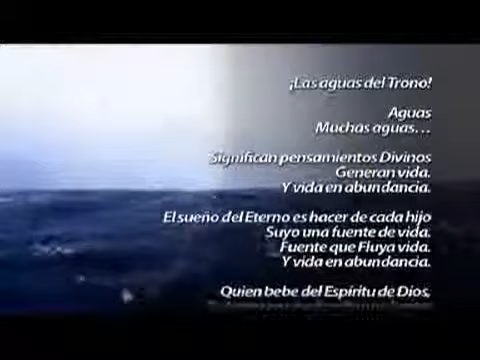 ¡Las aguas del Trono!
Aguas
Muchas aguas...
Significan pensamientos Divinos
Generan vida.
Y vida en abundancia.
El sueño del Eterno es hacer de cada hijo
Suyo una fuente de vida.
Fuente que Fluya vida.
Y vida en abundancia.
Quien bebe del Espíritu de Dios,